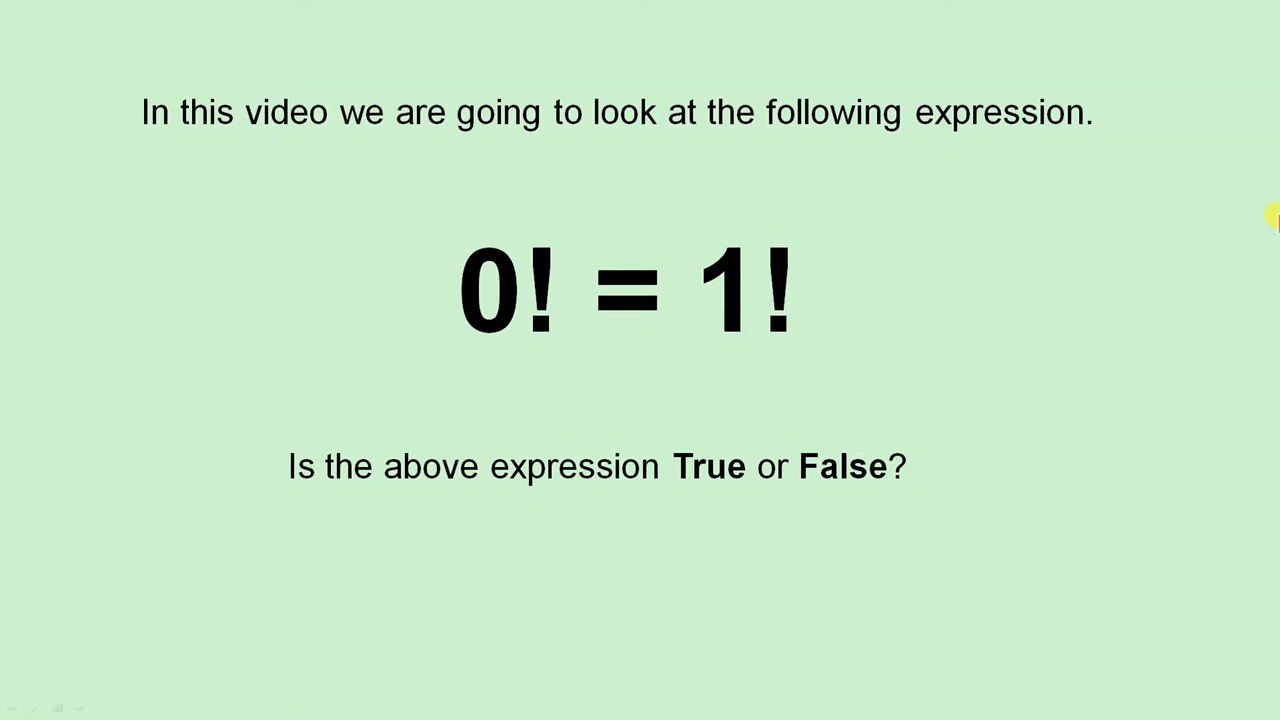 In this video we are going to look at the following expression.
0! = 1!
Is the above expression True or False?